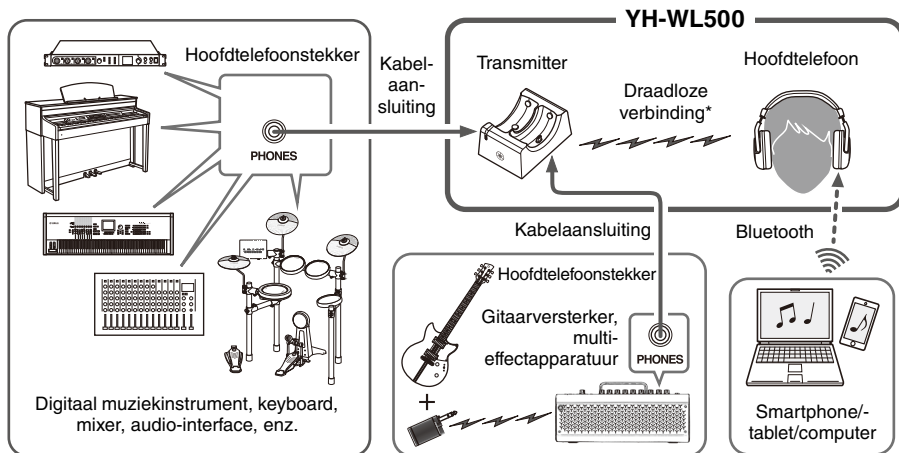 YH-WL500
Hoofdtelefoonstekker
PHONES
Digitaal muziekinstrument, keyboard,
mixer, audio-interface, enz.
Kabel-
aan-
sluiting
Transmitter
Draadloze
verbinding*
Hoofdtelefoon
Kabelaansluiting
Bluetooth
Hoofdtelefoonstekker
Gitaarversterker,
multi-
effectapparatuur
PHONES
+
Smartphone/-
tablet/computer